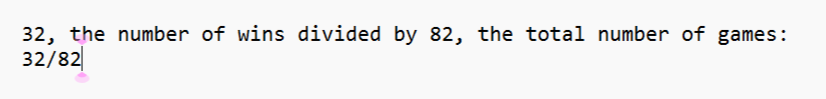 32, the number of wins divided by 82, the total number of games:
32/82